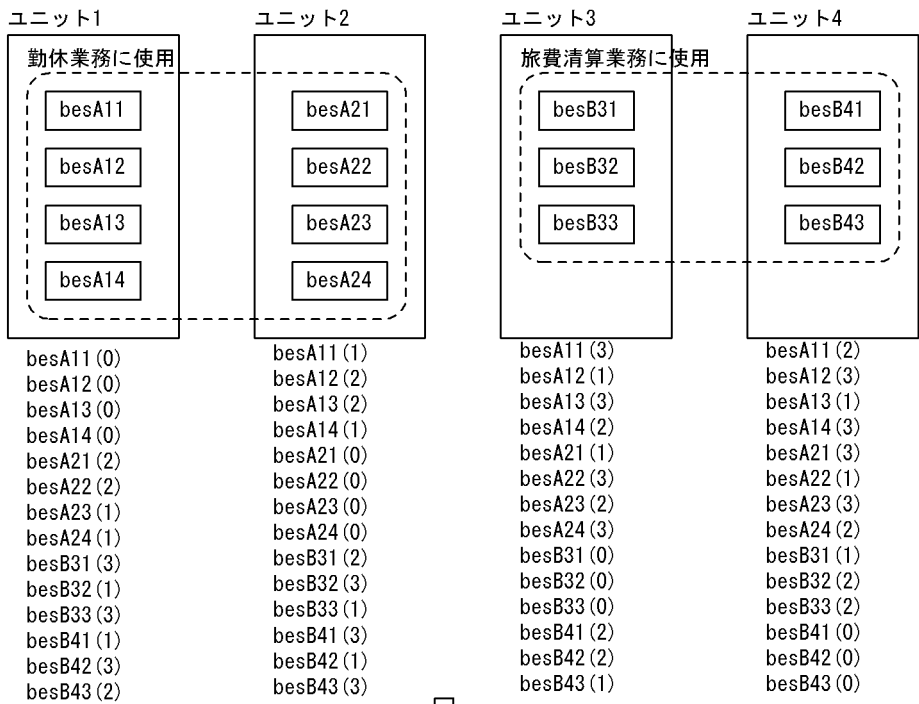 ユニット1
勤休業務に使用
besA11
besA12
besA13
besA14
ユニット2
besA21
besA22
besA23
besA24
ユニット3
旅費清算業務に使用
besB31
besB32
besB33
ユニット4
besB41
besB42
besB43
besA11(0)
besA12(0)
besA13(0)
besA14(0)
besA21(2)
besA22(2)
besA23(1)
besA24(1)
besB31(3)
besB32(1)
besB33(3)
besB41(1)
besB42(3)
besB43(2)
besA11(1)
besA12(2)
besA13(2)
besA14(1)
besA21(0)
besA22(0)
besA23(0)
besA24(0)
besB31(2)
besB32(3)
besB33(1)
besB41(3)
besB42(1)
besB43(3)
besA11(3)
besA12(1)
besA13(3)
besA14(2)
besA21(1)
besA22(3)
besA23(2)
besA24(3)
besB31(0)
besB32(0)
besB33(0)
besB41(2)
besB42(2)
besB43(1)
besA11(2)
besA12(3)
besA13(1)
besA14(3)
besA21(3)
besA22(1)
besA23(3)
besA24(2)
besB31(1)
besB32(2)
besB33(2)
besB41(0)
besB42(0)
besB43(0)